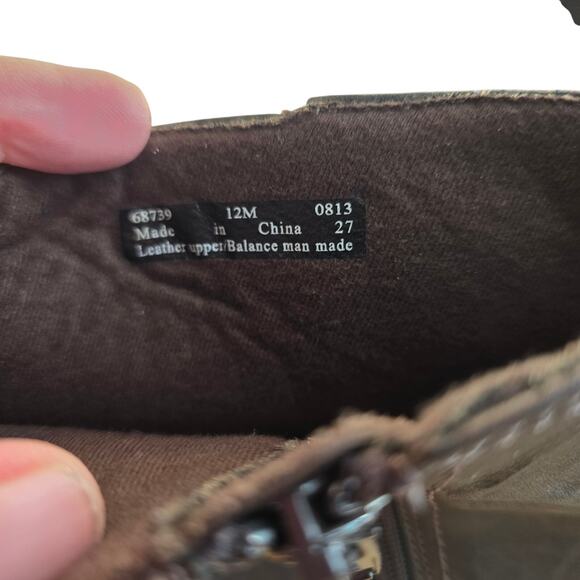 68739 12M 0813
Made in China 27
Leather upper/Balance man made